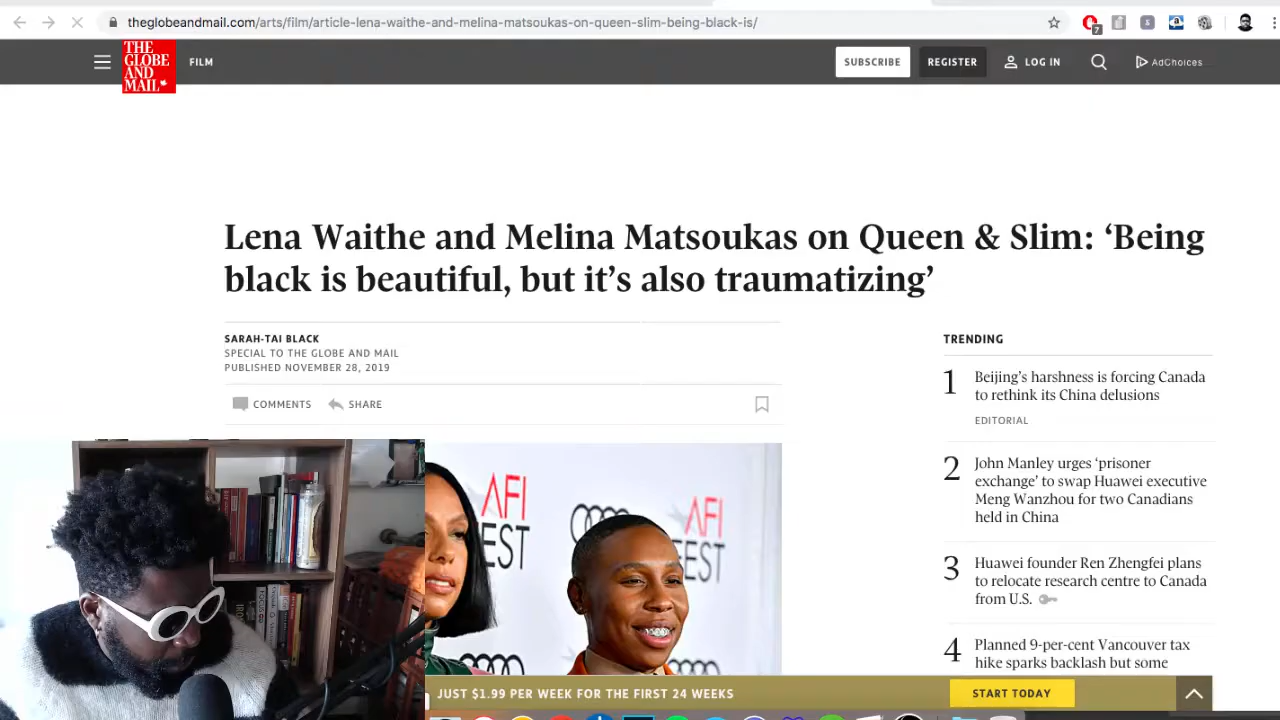 theglobeandmail.com/arts/film/article-lena-waithe-and-melina-matsoukas-on-queen-slim-being-black-is/
7
THE
GLOBE
AND
MAIL
FILM
SUBSCRIBE
REGISTER
LOG IN
AdChoices
Lena Waithe and Melina Matsoukas on Queen & Slim: ‘Being
black is beautiful, but it’s also traumatizing’
SARAH-TAI BLACK
SPECIAL TO THE GLOBE AND MAIL
PUBLISHED NOVEMBER 28, 2019
COMMENTS
SHARE
TRENDING
1
Beijing’s harshness is forcing Canada
to rethink its China delusions
EDITORIAL
2
John Manley urges ‘prisoner
exchange’ to swap Huawei executive
Meng Wanzhou for two Canadians
held in China
3
Huawei founder Ren Zhengfei plans
to relocate research centre to Canada
from U.S.
4
Planned 9-per-cent Vancouver tax
hike sparks backlash but some
AFI
FEST
AFI
FEST
JUST $1.99 PER WEEK FOR THE FIRST 24 WEEKS
START TODAY